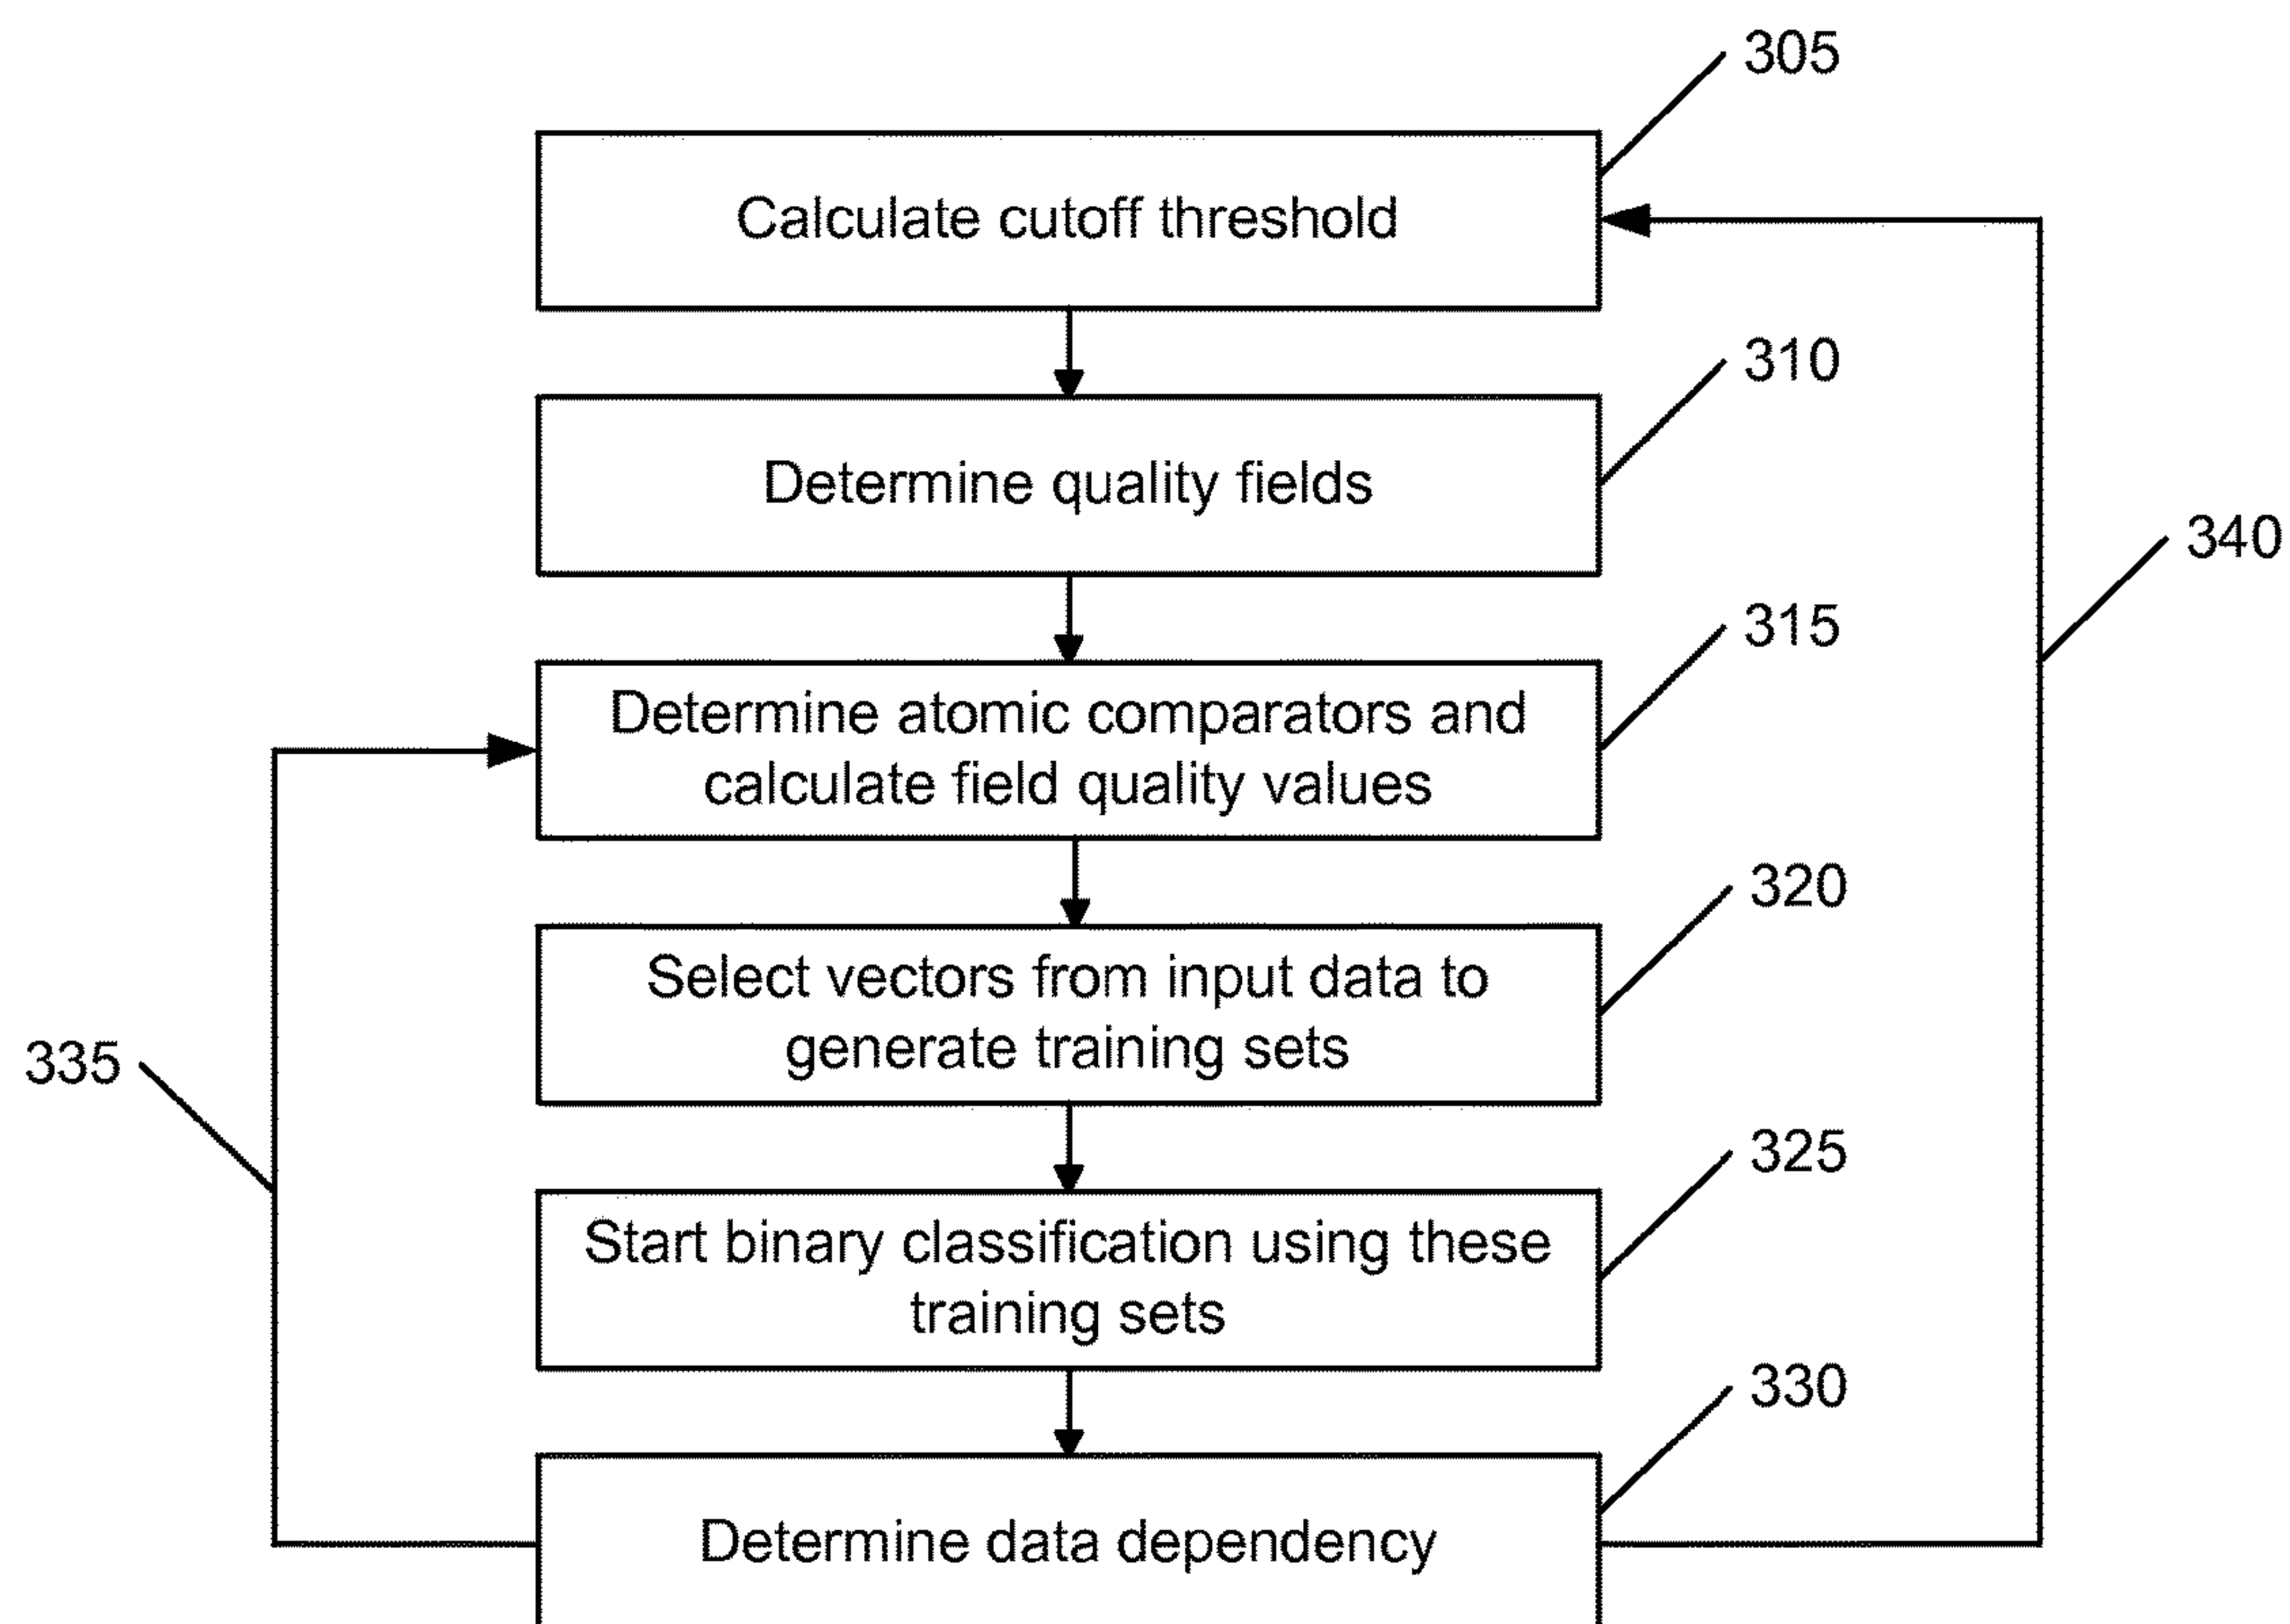 305
Calculate cutoff threshold
310
Determine quality fields
340
315
Determine atomic comparators and
calculate field quality values
320
Select vectors from input data to
generate training sets
335
325
Start binary classification using these
training sets
330
Determine data dependency